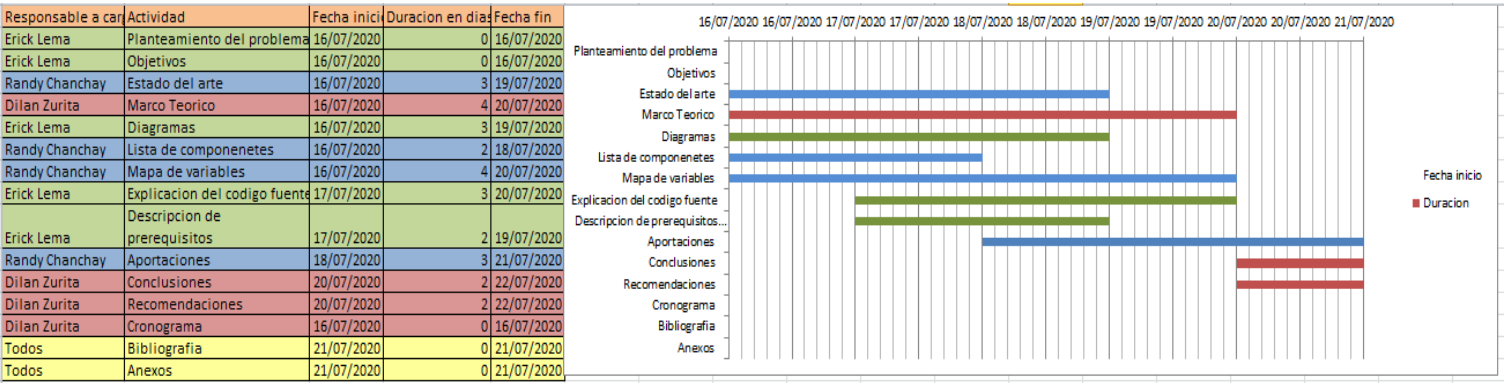 Responsable a car Actividad Fecha inici Duracion en dias Fecha fin
Erick Lema Planteamiento del problema 16/07/2020 0 16/07/2020
Erick Lema Objetivos 16/07/2020 0 16/07/2020
Randy Chanchay Estado del arte 16/07/2020 3 19/07/2020
Dilan Zurita Marco Teorico 16/07/2020 4 20/07/2020
Erick Lema Diagramas 16/07/2020 3 19/07/2020
Randy Chanchay Lista de componenetes 16/07/2020 2 18/07/2020
Randy Chanchay Mapa de variables 16/07/2020 4 20/07/2020
Erick Lema Explicacion del codigo fuente 17/07/2020 3 20/07/2020
Descripcion de
Erick Lema prerequisitos 17/07/2020 2 19/07/2020
Randy Chanchay Aportaciones 18/07/2020 3 21/07/2020
Dilan Zurita Conclusiones 20/07/2020 2 22/07/2020
Dilan Zurita Recomendaciones 20/07/2020 2 22/07/2020
Dilan Zurita Cronograma 16/07/2020 0 16/07/2020
Todos Bibliografia 21/07/2020 0 21/07/2020
Todos Anexos 21/07/2020 0 21/07/2020
16/07/2020 16/07/2020 17/07/2020 17/07/2020 18/07/2020 18/07/2020 19/07/2020 19/07/2020 20/07/2020 20/07/2020 21/07/2020
Planteamiento del problema
Objetivos
Estado del arte
Marco Teorico
Diagramas
Lista de componenetes
Mapa de variables
Explicacion del codigo fuente
Descripcion de prerequisitos...
Aportaciones
Conclusiones
Recomendaciones
Cronograma
Bibliografia
Anexos
Fecha inicio
Duracion